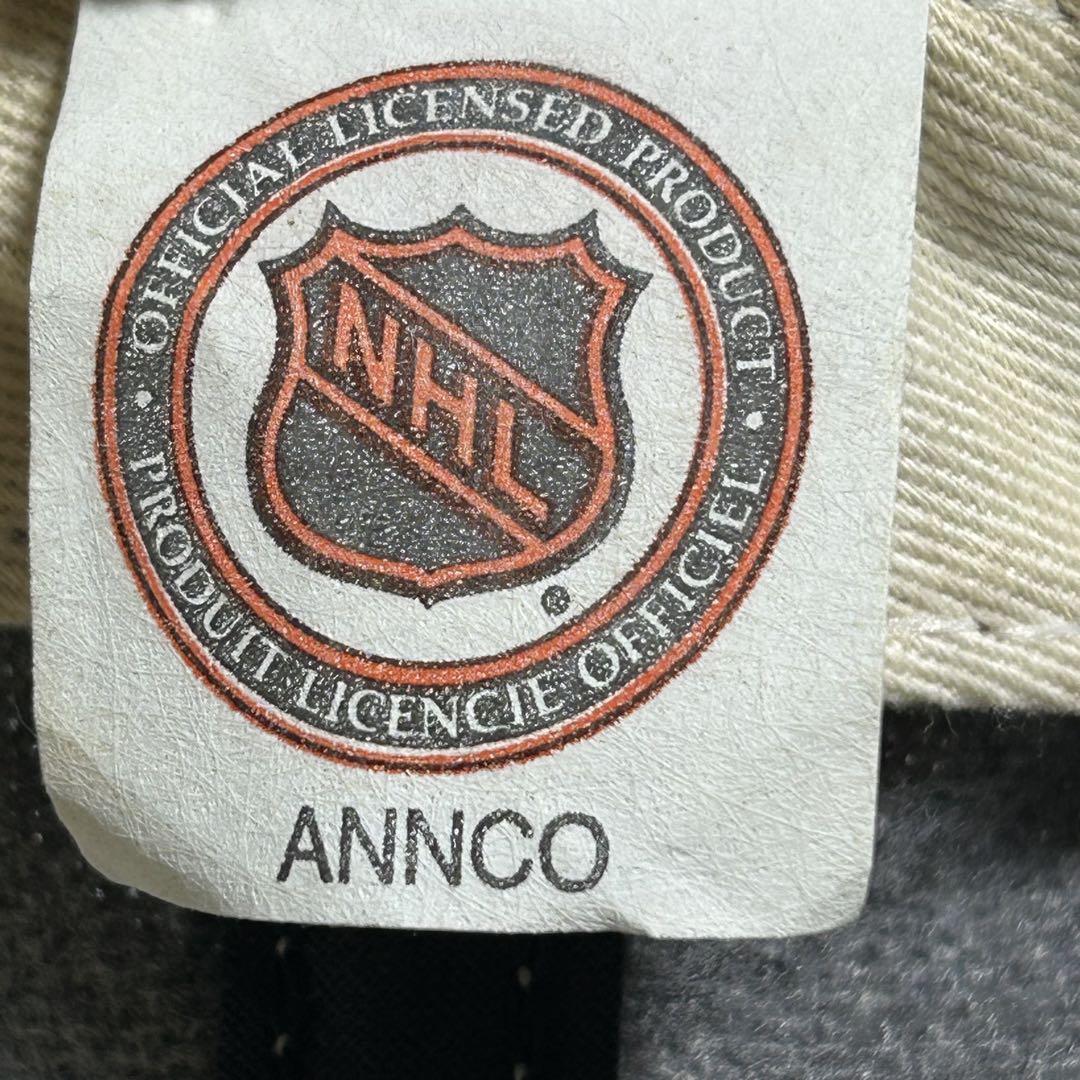 • OFFICIAL LICENSED PRODUCT •
NHL
®
PRODUIT LICENCIE OFFICIEL
ANNCO